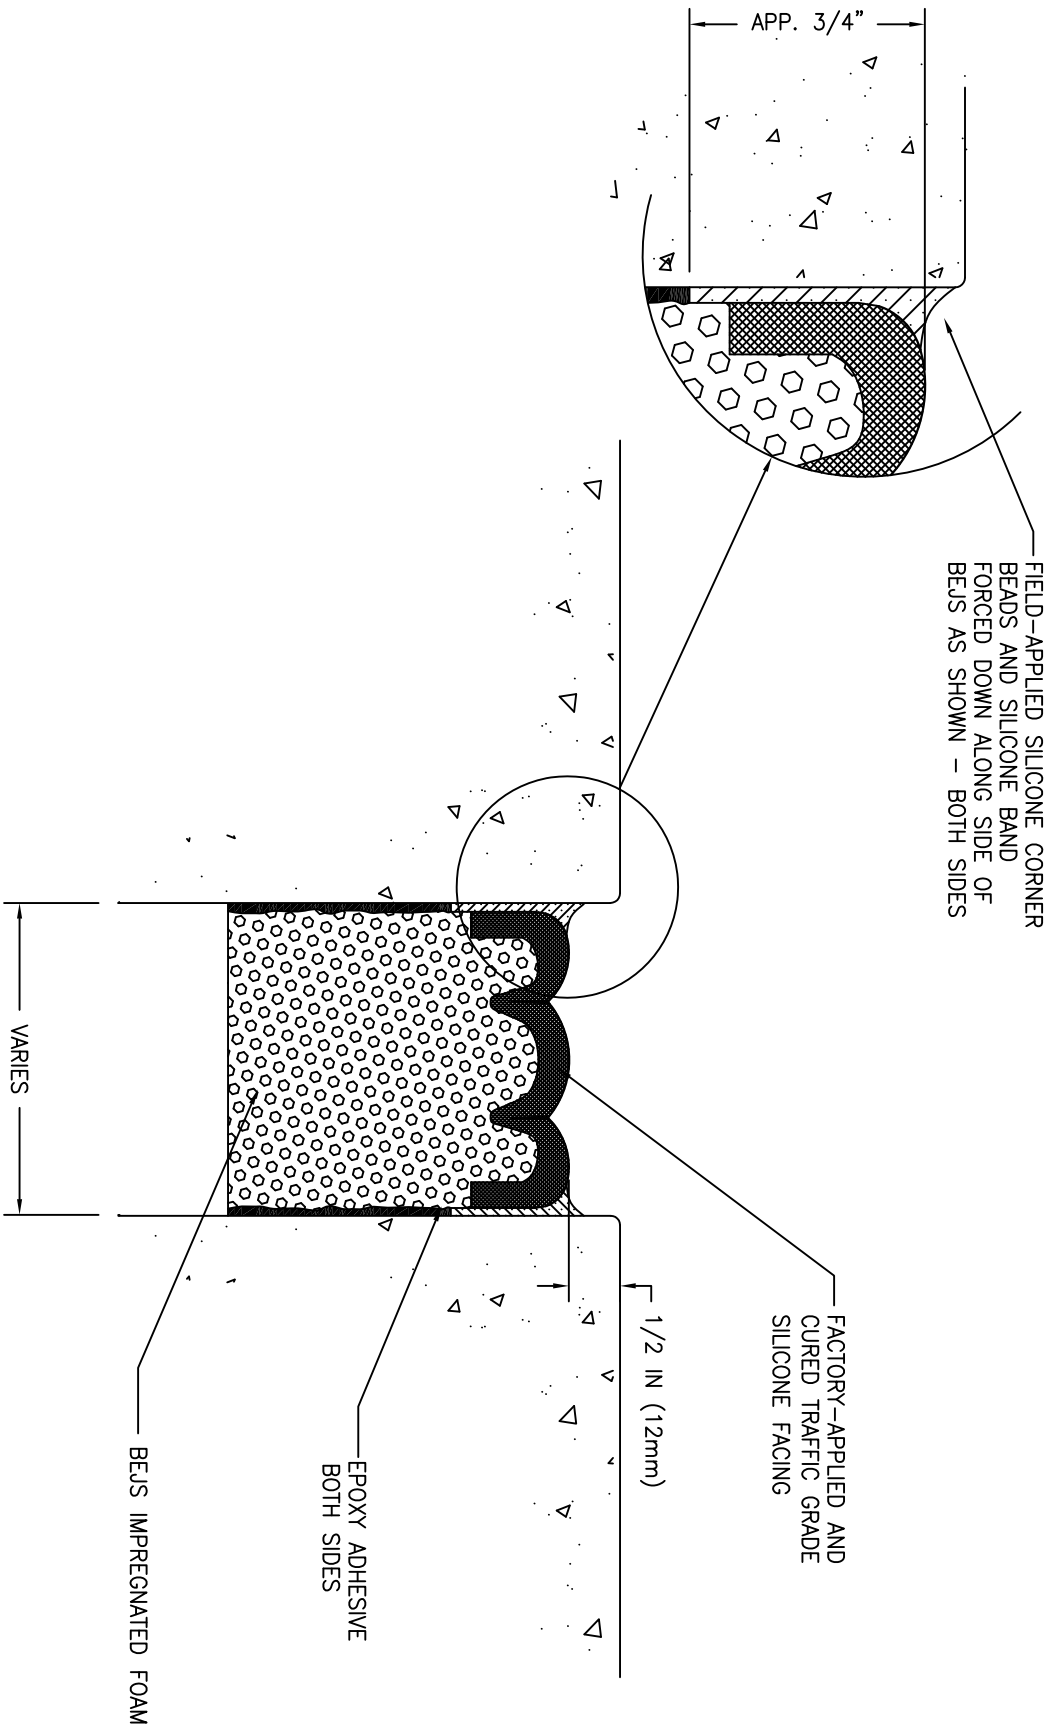 APP. 3/4"
FIELD-APPLIED SILICONE CORNER
BEADS AND SILICONE BAND
FORCED DOWN ALONG SIDE OF
BEJS AS SHOWN - BOTH SIDES
FACTORY-APPLIED AND
CURED TRAFFIC GRADE
SILICONE FACING
1/2 IN (12mm)
EPOXY ADHESIVE
BOTH SIDES
BEJS IMPREGNATED FOAM
VARIES